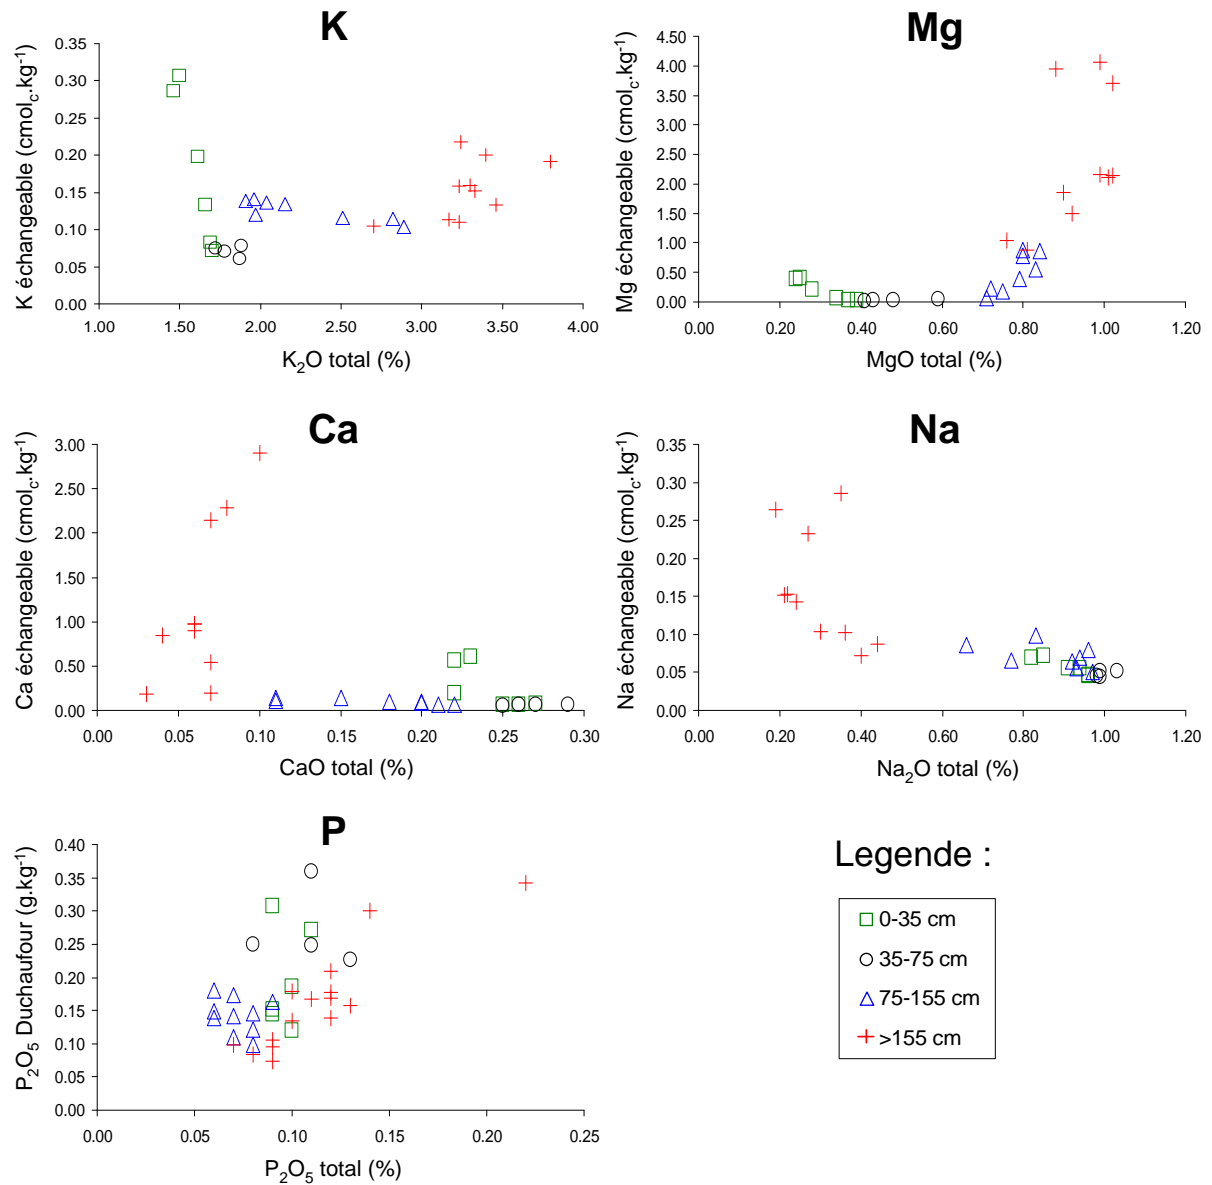 K
K échangeable (cmolc.kg-1)
0.35
0.30
0.25
0.20
0.15
0.10
0.05
0.00
1.00 1.50 2.00 2.50 3.00 3.50 4.00
K2O total (%)
Mg
Mg échangeable (cmolc.kg-1)
4.50
4.00
3.50
3.00
2.50
2.00
1.50
1.00
0.50
0.00
0.00 0.20 0.40 0.60 0.80 1.00 1.20
MgO total (%)
Ca
Ca échangeable (cmolc.kg-1)
3.00
2.50
2.00
1.50
1.00
0.50
0.00
0.00 0.05 0.10 0.15 0.20 0.25 0.30
CaO total (%)
Na
Na échangeable (cmolc.kg-1)
0.35
0.30
0.25
0.20
0.15
0.10
0.05
0.00
0.00 0.20 0.40 0.60 0.80 1.00 1.20
Na2O total (%)
P
P2O5 Duchaufour (g.kg-1)
0.40
0.35
0.30
0.25
0.20
0.15
0.10
0.05
0.00
0.00 0.05 0.10 0.15 0.20 0.25
P2O5 total (%)
Legende :
0-35 cm
35-75 cm
75-155 cm
>155 cm